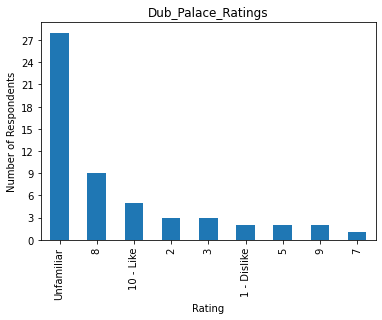 Dub_Palace_Ratings
Number of Respondents
27
24
21
18
15
12
9
6
3
0
Unfamiliar
8
10 - Like
2
3
1 - Dislike
5
9
7
Rating